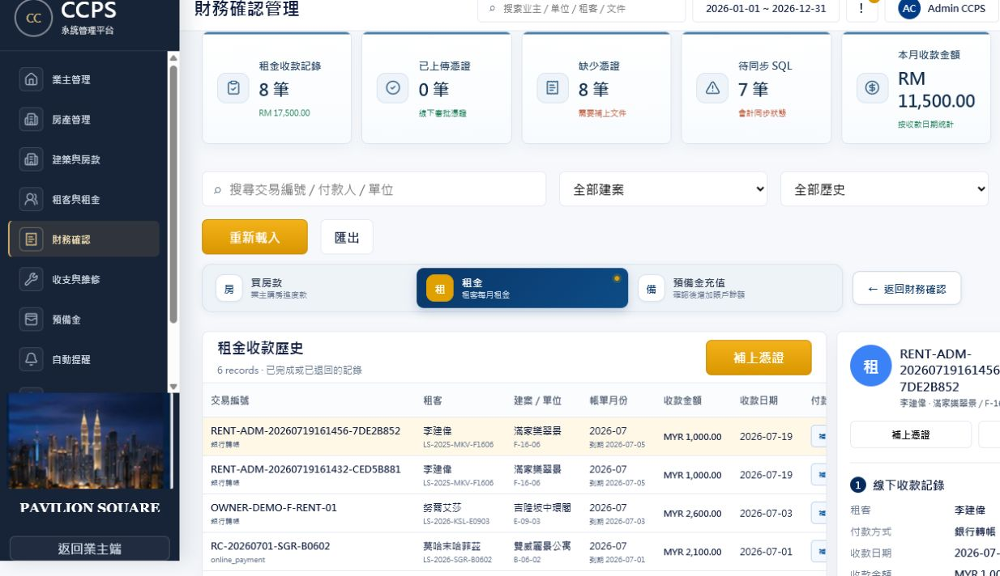 CC
CCPS
系統管理平台
業主管理
房產管理
建築與房款
租客與租金
財務確認
收支與維修
預備金
自動提醒
PAVILION SQUARE
返回業主端
財務確認管理
搜索业主 / 单位 / 租客 / 文件
2026-01-01 ~ 2026-12-31
!
AC
Admin CCPS
租金收款記錄
8 筆
RM 17,500.00
已上傳憑證
0 筆
線下審批憑證
缺少憑證
8 筆
需要補上文件
待同步 SQL
7 筆
會計同步狀態
本月收款金額
RM
11,500.00
按收款日期統計
搜尋交易編號 / 付款人 / 單位
全部建案
全部歷史
重新載入
匯出
房
買房款
業主購房進度款
租
租金
租客每月租金
備
預備金充值
確認後增加賬戶餘額
← 返回財務確認
租金收款歷史
6 records · 已完成或已退回的記錄
補上憑證
交易編號 租客 建案 / 單位 帳單月份 收款金額 收款日期 付款
RENT-ADM-20260719161456-7DE2B852 李建偉 滿家樂翠景 2026-07 MYR 1,000.00 2026-07-19 補
銀行轉帳 LS-2025-MKV-F1606 F-16-06 到期 2026-07-05
RENT-ADM-20260719161432-CED5B881 李建偉 滿家樂翠景 2026-07 MYR 1,000.00 2026-07-19 補
銀行轉帳 LS-2025-MKV-F1606 F-16-06 到期 2026-07-05
OWNER-DEMO-F-RENT-01 努爾艾莎 吉隆坡中環閣 2026-07 MYR 2,600.00 2026-07-03 補
銀行轉帳 LS-2026-KSL-E0903 E-09-03 到期 2026-07-03
RC-20260701-SGR-B0602 莫哈末哈菲茲 雙威麗景公寓 2026-07 MYR 2,100.00 2026-07-01 補
online_payment LS-2026-SGR-B0602 B-06-02 到期 2026-07-01
租
RENT-ADM-
20260719161456-
7DE2B852
李建偉 · 滿家樂翠景 / F-16
補上憑證
1 線下收款記錄
租客 李建偉
付款方式 銀行轉帳
收款日期 2026-07-
收款金額 MYR 1,00